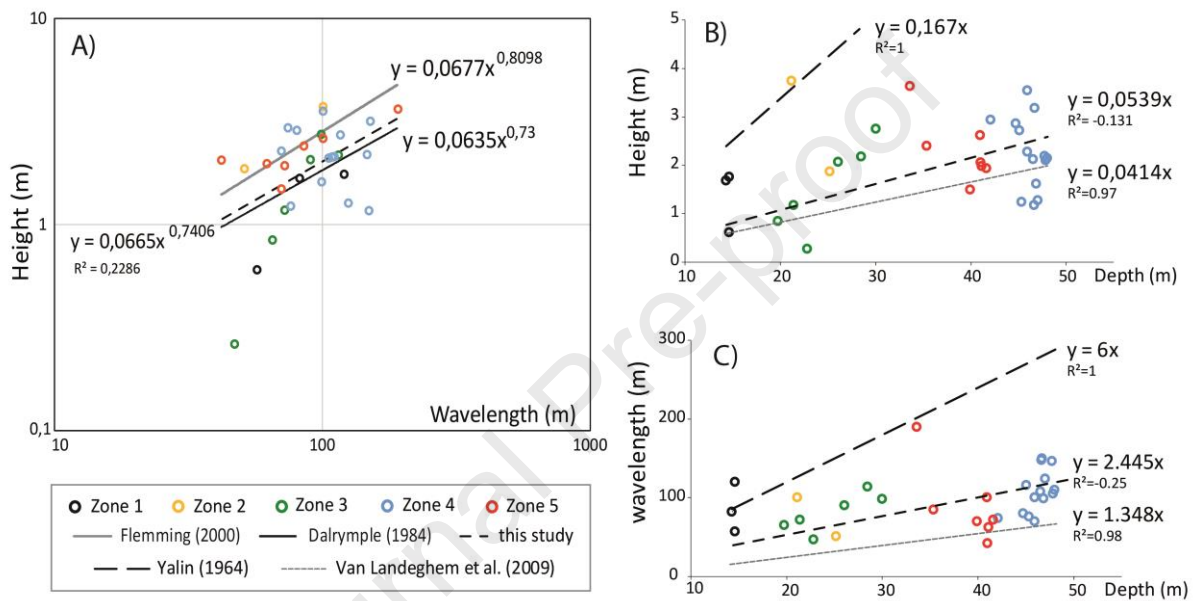 A)
10
1
0,1
10
100
1000
Height (m)
Wavelength (m)
y = 0,0677x^0,8098
y = 0,0635x^0,73
y = 0,0665x^0,7406
R² = 0,2286
B)
5
4
3
2
1
0
10
20
30
40
50
Depth (m)
Height (m)
y = 0,167x
R²=1
y = 0,0539x
R²= -0.131
y = 0,0414x
R²=0.97
C)
300
200
100
0
10
20
30
40
50
Depth (m)
wavelength (m)
y = 6x
R²=1
y = 2.445x
R²=-0.25
y = 1.348x
R²=0.98
Zone 1 Zone 2 Zone 3 Zone 4 Zone 5
Flemming (2000) Dalrymple (1984) this study
Yalin (1964) Van Landeghem et al. (2009)
rnal Pre-proof